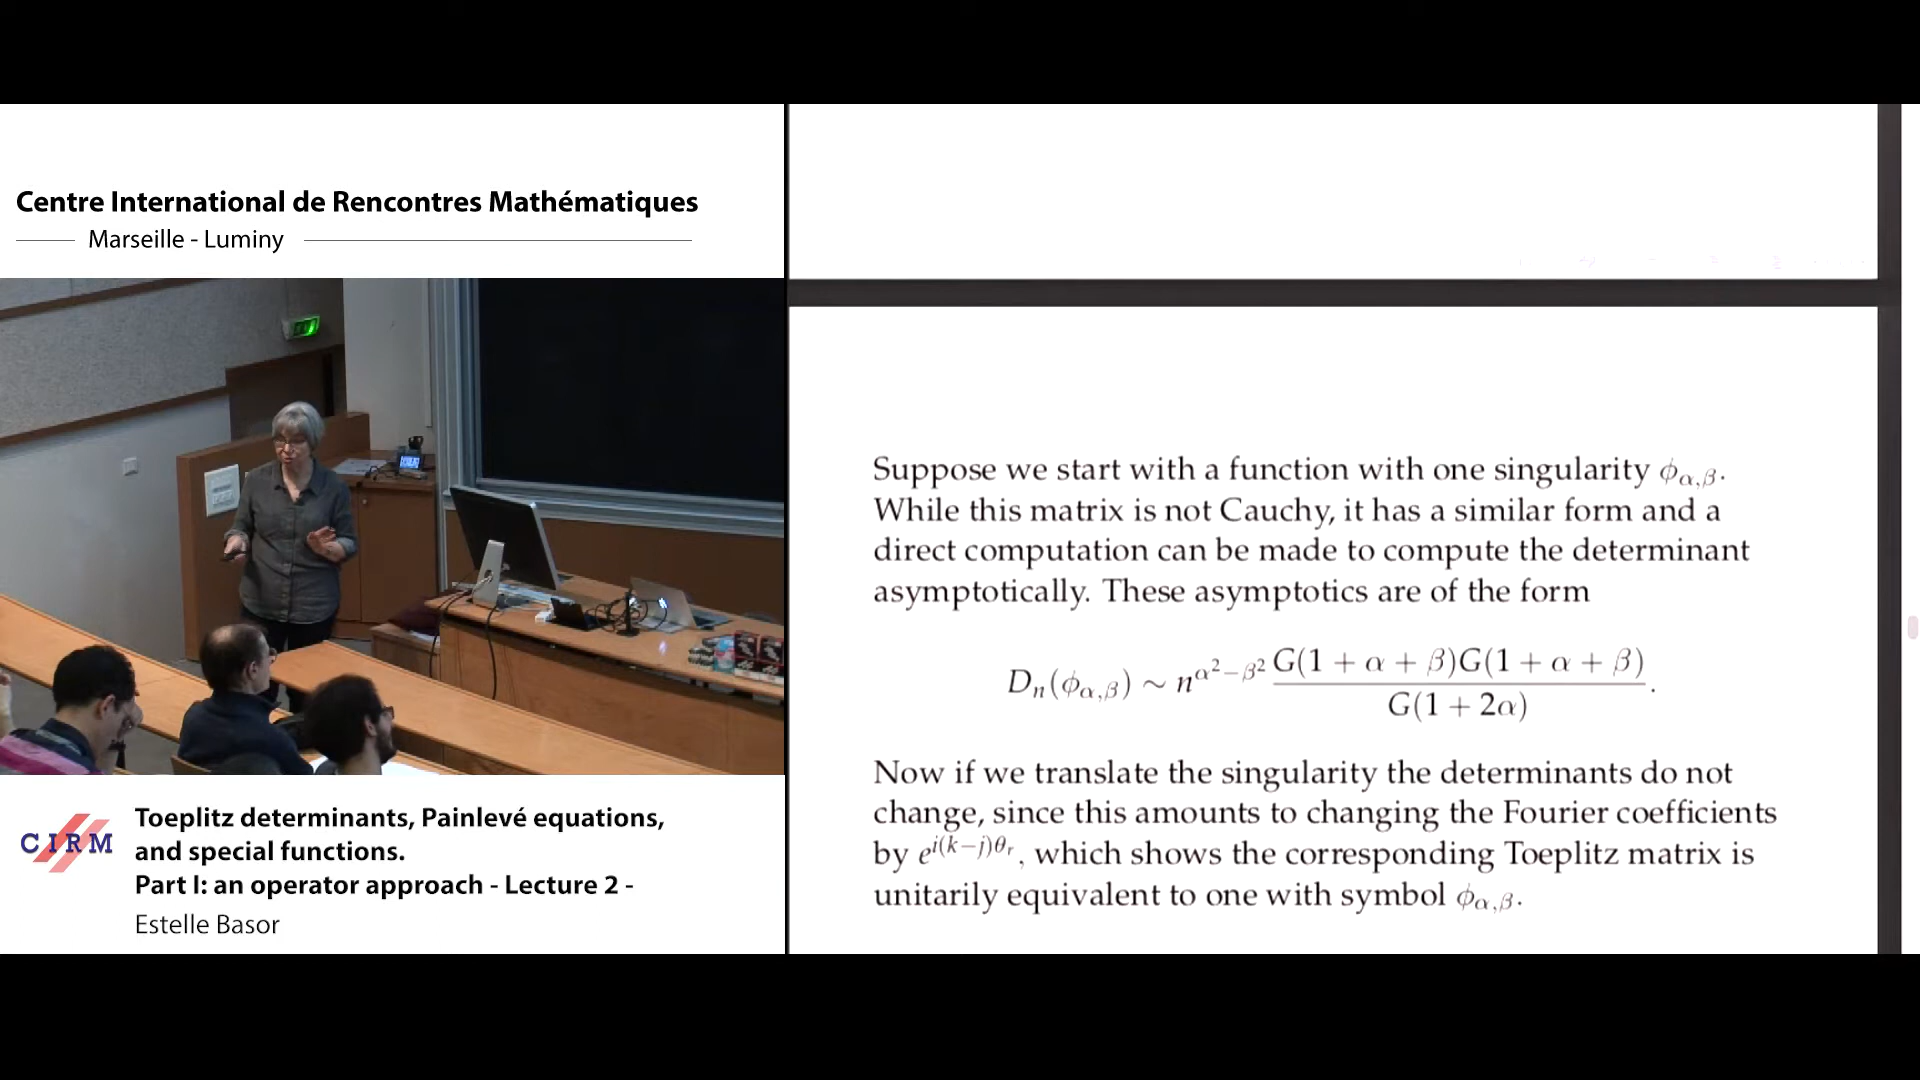 Centre International de Rencontres Mathématiques
Marseille - Luminy
CIRM
Toeplitz determinants, Painlevé equations,
and special functions.
Part I: an operator approach - Lecture 2 -
Estelle Basor
Suppose we start with a function with one singularity ϕ_{α,β}.
While this matrix is not Cauchy, it has a similar form and a
direct computation can be made to compute the determinant
asymptotically. These asymptotics are of the form
D_n(ϕ_{α,β}) ∼ n^{α²−β²} \frac{G(1 + α + β)G(1 + α + β)}{G(1 + 2α)}.
Now if we translate the singularity the determinants do not
change, since this amounts to changing the Fourier coefficients
by e^{i(k−j)θ_r}, which shows the corresponding Toeplitz matrix is
unitarily equivalent to one with symbol ϕ_{α,β}.